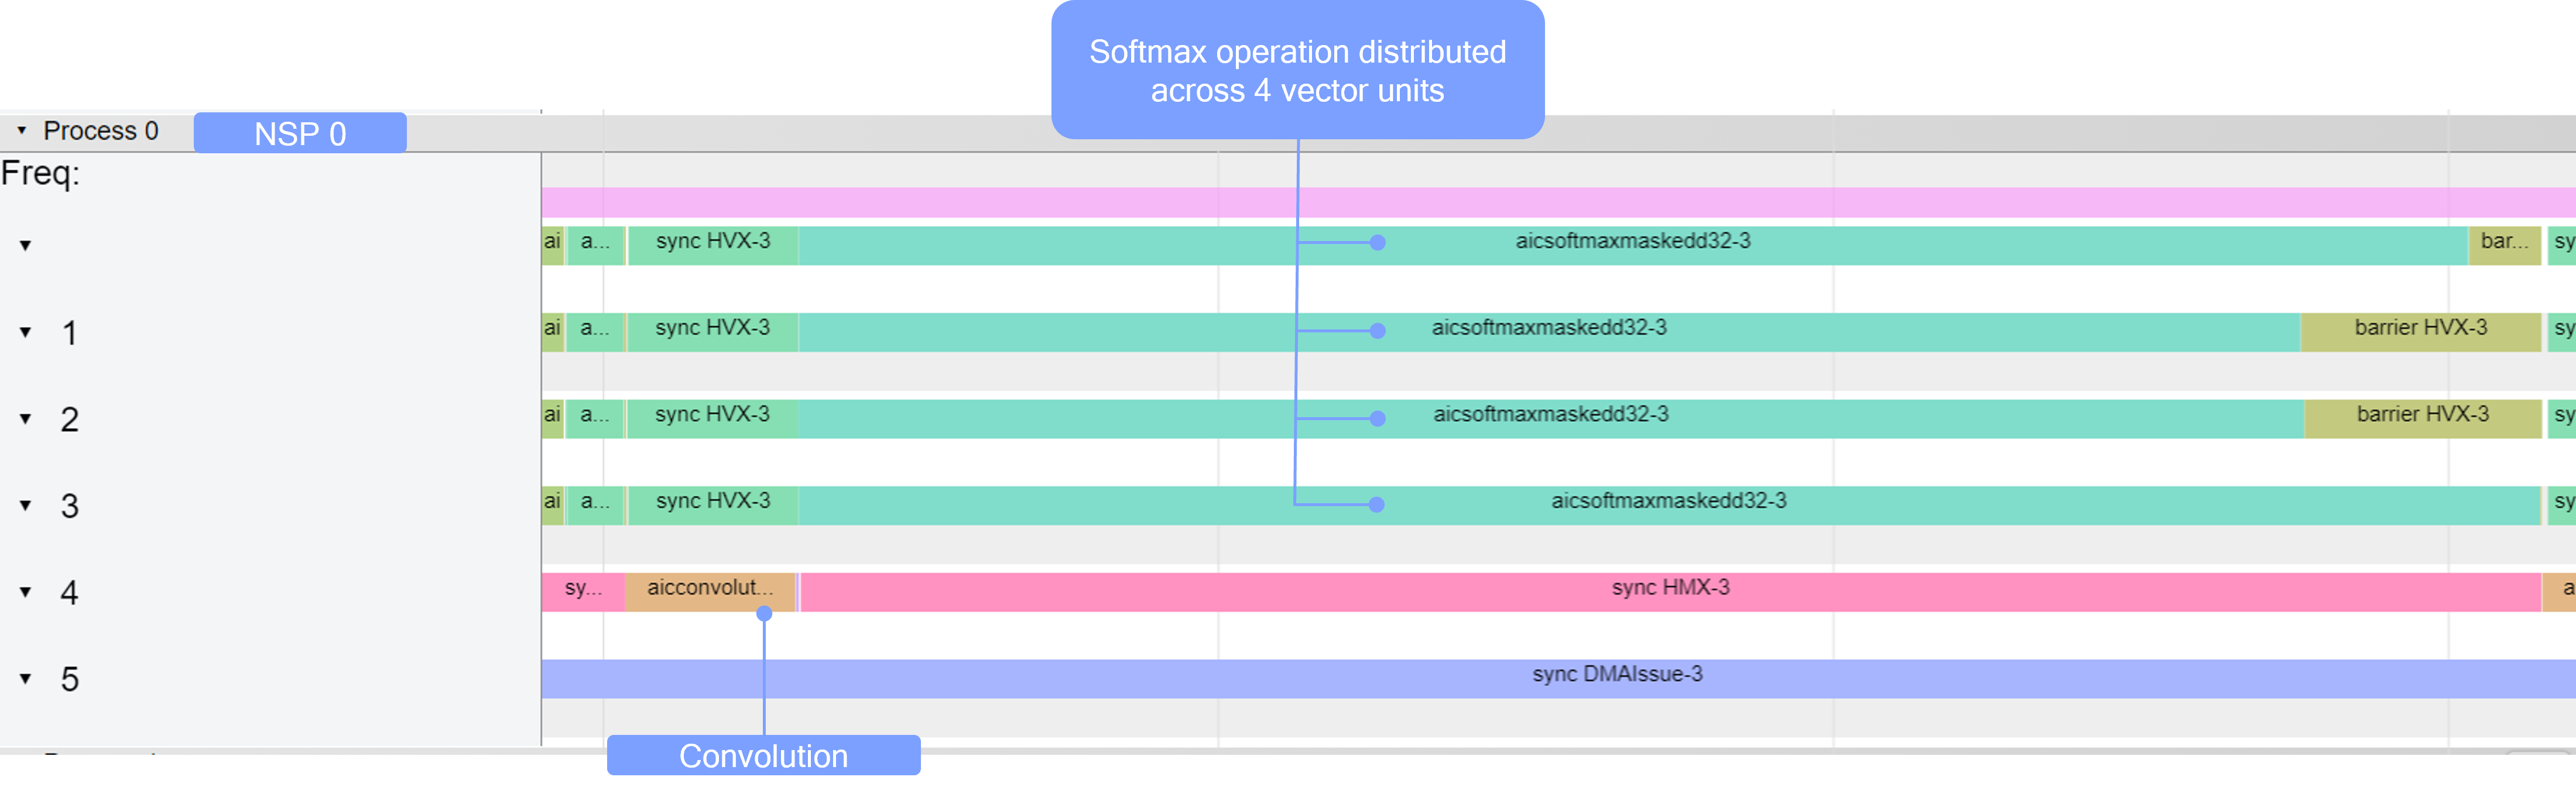 Softmax operation distributed
across 4 vector units
Process 0
NSP 0
Freq:
ai a... sync HVX-3 aicsoftmaxmaskedd32-3 bar... sy
1 ai a... sync HVX-3 aicsoftmaxmaskedd32-3 barrier HVX-3 sy
2 ai a... sync HVX-3 aicsoftmaxmaskedd32-3 barrier HVX-3 sy
3 ai a... sync HVX-3 aicsoftmaxmaskedd32-3 sy
4 sy... aicconvolut... sync HMX-3 a
5 sync DMAIssue-3
Convolution